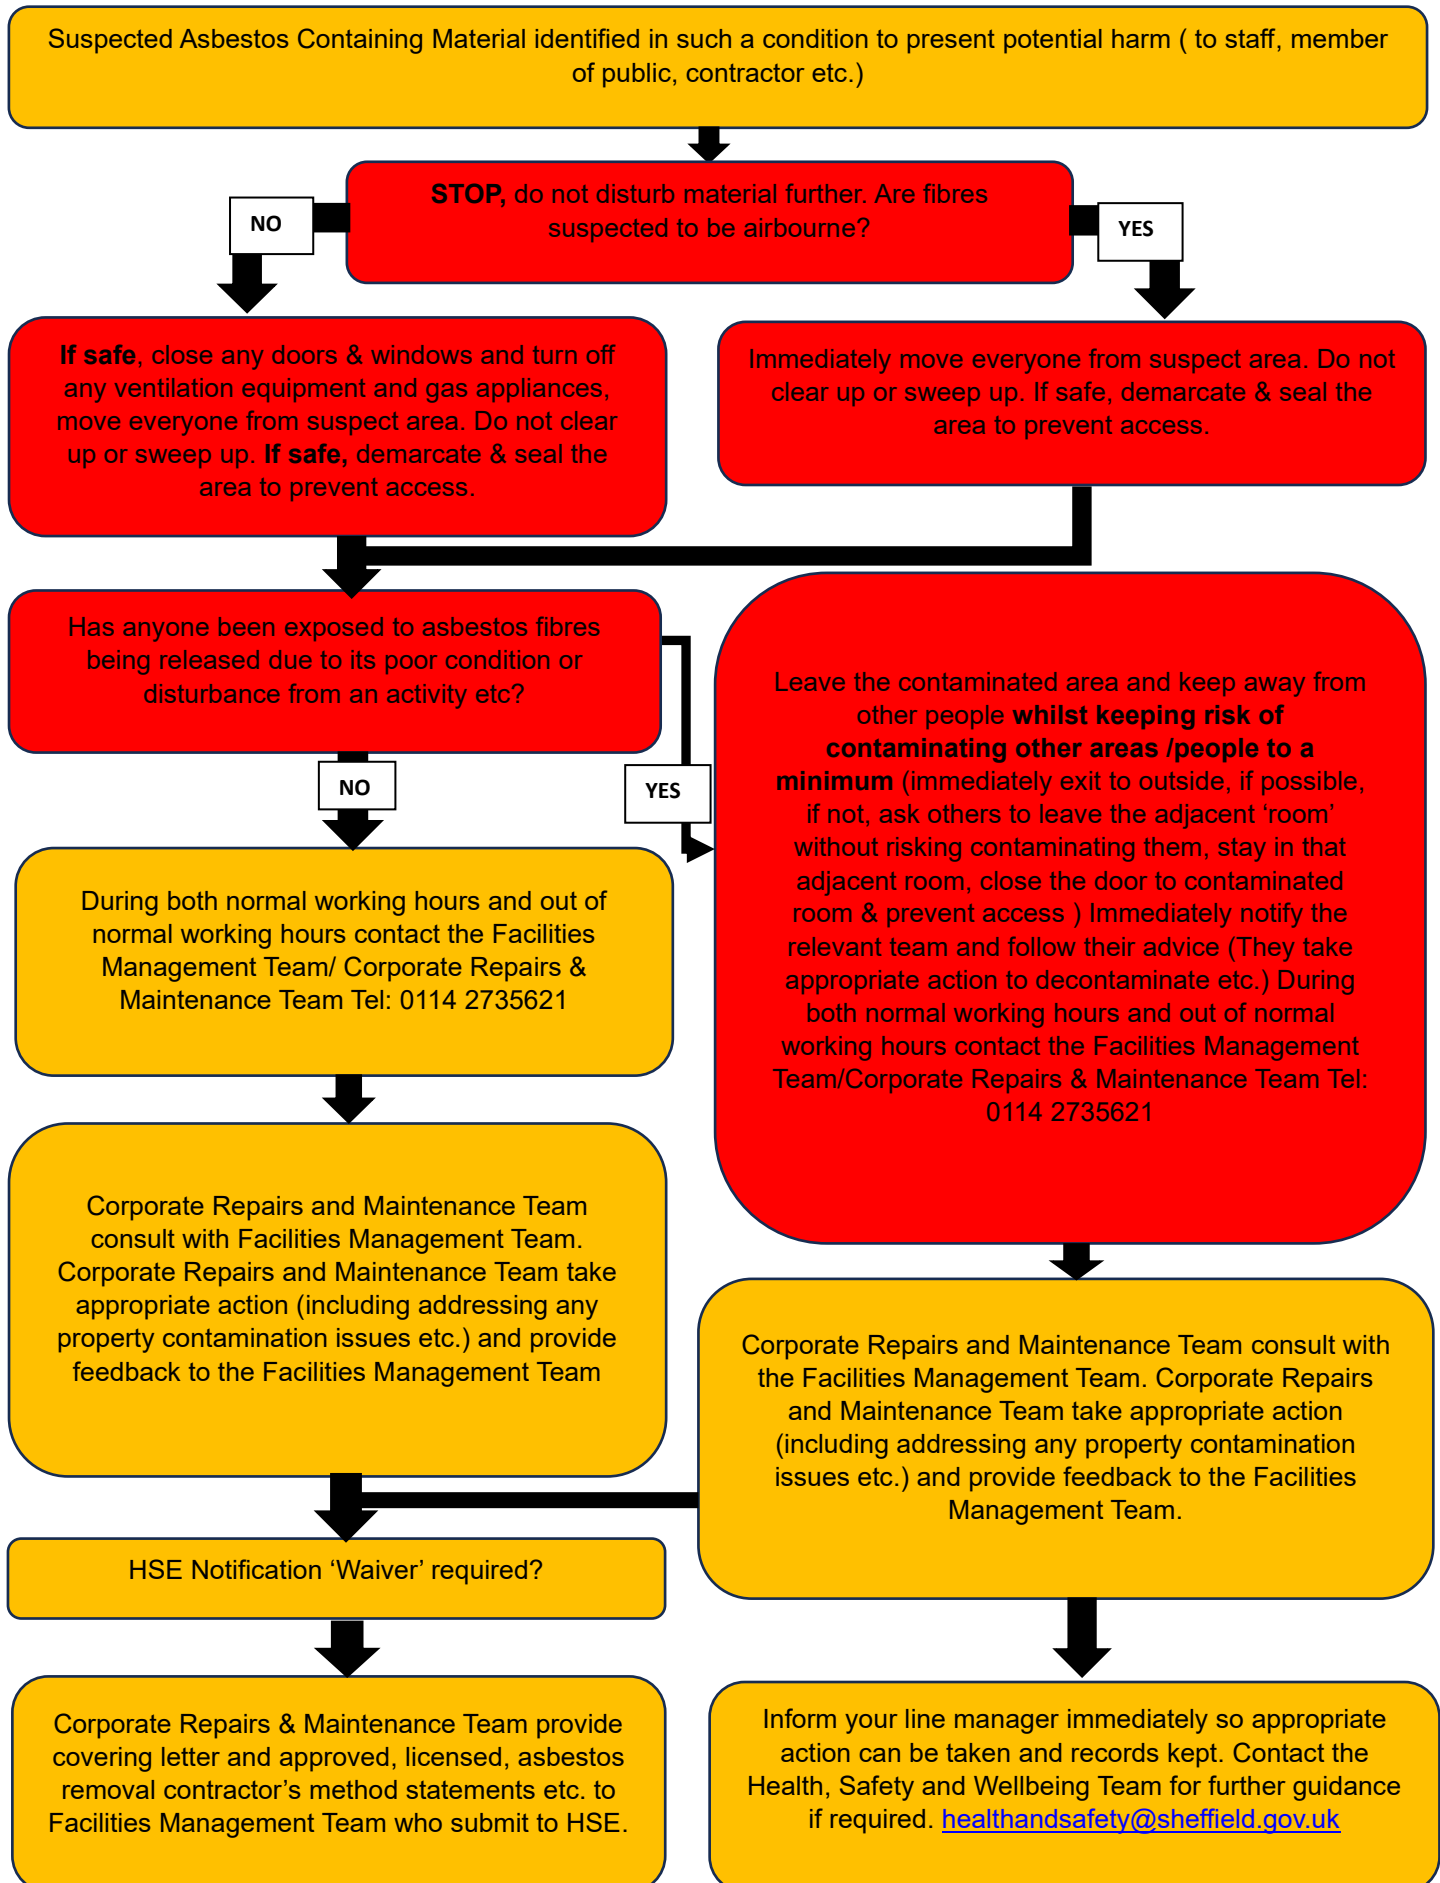 Suspected Asbestos Containing Material identified in such a condition to present potential harm ( to staff, member
of public, contractor etc.)
STOP, do not disturb material further. Are fibres
suspected to be airbourne?
NO
YES
If safe, close any doors & windows and turn off
any ventilation equipment and gas appliances,
move everyone from suspect area. Do not clear
up or sweep up. If safe, demarcate & seal the
area to prevent access.
Immediately move everyone from suspect area. Do not
clear up or sweep up. If safe, demarcate & seal the
area to prevent access.
Has anyone been exposed to asbestos fibres
being released due to its poor condition or
disturbance from an activity etc?
NO
YES
Leave the contaminated area and keep away from
other people whilst keeping risk of
contaminating other areas /people to a
minimum (immediately exit to outside, if possible,
if not, ask others to leave the adjacent ‘room’
without risking contaminating them, stay in that
adjacent room, close the door to contaminated
room & prevent access ) Immediately notify the
relevant team and follow their advice (They take
appropriate action to decontaminate etc.) During
both normal working hours and out of normal
working hours contact the Facilities Management
Team/Corporate Repairs & Maintenance Team Tel:
0114 2735621
During both normal working hours and out of
normal working hours contact the Facilities
Management Team/ Corporate Repairs &
Maintenance Team Tel: 0114 2735621
Corporate Repairs and Maintenance Team
consult with Facilities Management Team.
Corporate Repairs and Maintenance Team take
appropriate action (including addressing any
property contamination issues etc.) and provide
feedback to the Facilities Management Team
Corporate Repairs and Maintenance Team consult with
the Facilities Management Team. Corporate Repairs
and Maintenance Team take appropriate action
(including addressing any property contamination
issues etc.) and provide feedback to the Facilities
Management Team.
HSE Notification ‘Waiver’ required?
Corporate Repairs & Maintenance Team provide
covering letter and approved, licensed, asbestos
removal contractor’s method statements etc. to
Facilities Management Team who submit to HSE.
Inform your line manager immediately so appropriate
action can be taken and records kept. Contact the
Health, Safety and Wellbeing Team for further guidance
if required. healthandsafety@sheffield.gov.uk